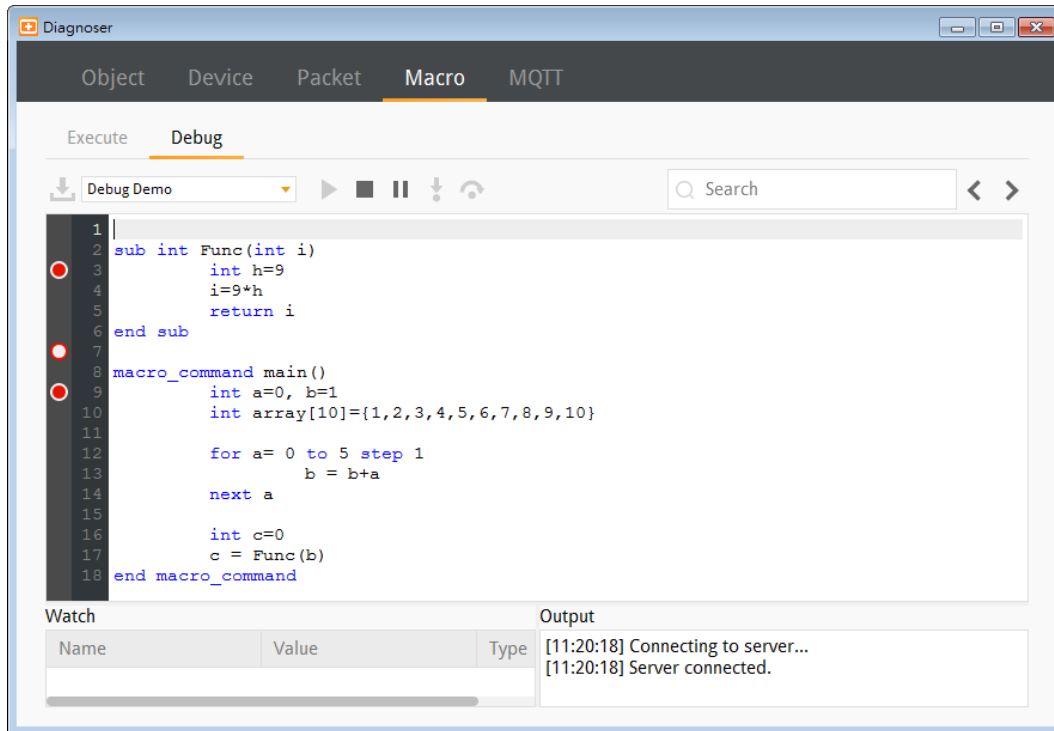 Diagnoser
Object Device Packet Macro MQTT
Execute Debug
Debug Demo Search
1
2 sub int Func(int i)
3 int h=9
4 i=9*h
5 return i
6 end sub
7
8 macro_command main()
9 int a=0, b=1
10 int array[10]={1,2,3,4,5,6,7,8,9,10}
11
12 for a= 0 to 5 step 1
13 b = b+a
14 next a
15
16 int c=0
17 c = Func(b)
18 end macro_command
Watch Output
Name Value Type
[11:20:18] Connecting to server...
[11:20:18] Server connected.